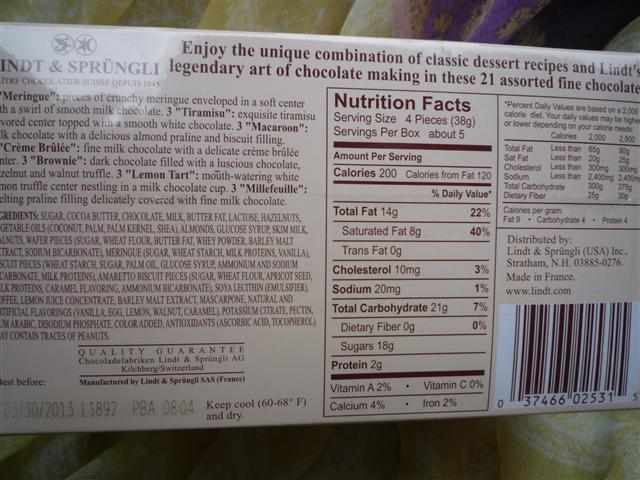 INDT & SPRÜNGLI
MAÎTRE CHOCOLATIER SUISSE DEPUIS 1845
Enjoy the unique combination of classic dessert recipes and Lindt's
legendary art of chocolate making in these 21 assorted fine chocolate
"Meringue": pieces of crunchy meringue enveloped in a soft center
th a swirl of smooth milk chocolate. 3 "Tiramisu": exquisite tiramisu
vored center topped with a smooth white chocolate. 3 "Macaroon":
lk chocolate with a delicious almond praline and biscuit filling.
"Crème Brûlée": fine milk chocolate with a delicate crème brûlée
nter. 3 "Brownie": dark chocolate filled with a luscious chocolate,
zelnut and walnut truffle. 3 "Lemon Tart": mouth-watering white
mon truffle center nestling in a milk chocolate cup. 3 "Millefeuille":
elting praline filling delicately covered with fine milk chocolate.
GREDIENTS: SUGAR, COCOA BUTTER, CHOCOLATE, MILK, BUTTER FAT, LACTOSE, HAZELNUTS,
GETABLE OILS (COCONUT, PALM, PALM KERNEL, SHEA), ALMONDS, GLUCOSE SYRUP, SKIM MILK,
ALNUTS, WAFER PIECES (SUGAR, WHEAT FLOUR, BUTTER FAT, WHEY POWDER, BARLEY MALT
TRACT, SODIUM BICARBONATE), MERINGUE (SUGAR, WHEAT STARCH, MILK PROTEINS, VANILLA),
SCUIT PIECES (WHEAT STARCH, SUGAR, PALM OIL, GLUCOSE SYRUP, AMMONIUM AND SODIUM
CARBONATE, MILK PROTEINS), AMARETTO BISCUIT PIECES (SUGAR, WHEAT FLOUR, APRICOT SEED,
LK PROTEINS, CARAMEL FLAVORING, AMMONIUM BICARBONATE), SOYA LECITHIN (EMULSIFIER),
OFFEE, LEMON JUICE CONCENTRATE, BARLEY MALT EXTRACT, MASCARPONE, NATURAL AND
RTIFICIAL FLAVORINGS (VANILLA, EGG, LEMON, WALNUT, CARAMEL), POTASSIUM CITRATE, PECTIN,
UM ARABIC, DISODIUM PHOSPHATE, COLOR ADDED, ANTIOXIDANTS (ASCORBIC ACID, TOCOPHEROL).
AY CONTAIN TRACES OF PEANUTS.
QUALITY GUARANTEE
Chocoladefabriken Lindt & Sprüngli AG
Kilchberg/Switzerland
Best before: Manufactured by Lindt & Sprüngli SAS (France)
03/30/2013 L1892 PBA 08:04
Keep cool (60-68° F)
and dry.
Nutrition Facts
Serving Size 4 Pieces (38g)
Servings Per Box about 5
Amount Per Serving
Calories 200 Calories from Fat 120
% Daily Value*
Total Fat 14g 22%
Saturated Fat 8g 40%
Trans Fat 0g
Cholesterol 10mg 3%
Sodium 20mg 1%
Total Carbohydrate 21g 7%
Dietary Fiber 0g 0%
Sugars 18g
Protein 2g
Vitamin A 2% • Vitamin C 0%
Calcium 4% • Iron 2%
*Percent Daily Values are based on a 2,000
calorie diet. Your daily values may be higher
or lower depending on your calorie needs:
Calories 2,000 2,500
Total Fat Less than 65g 80g
Sat Fat Less than 20g 25g
Cholesterol Less than 300mg 300mg
Sodium Less than 2,400mg 2,400mg
Total Carbohydrate 300g 375g
Dietary Fiber 25g 30g
Calories per gram:
Fat 9 • Carbohydrate 4 • Protein 4
Distributed by:
Lindt & Sprüngli (USA) Inc.,
Stratham, N.H. 03885-0276.
Made in France.
www.lindt.com
0 37466 02531 5